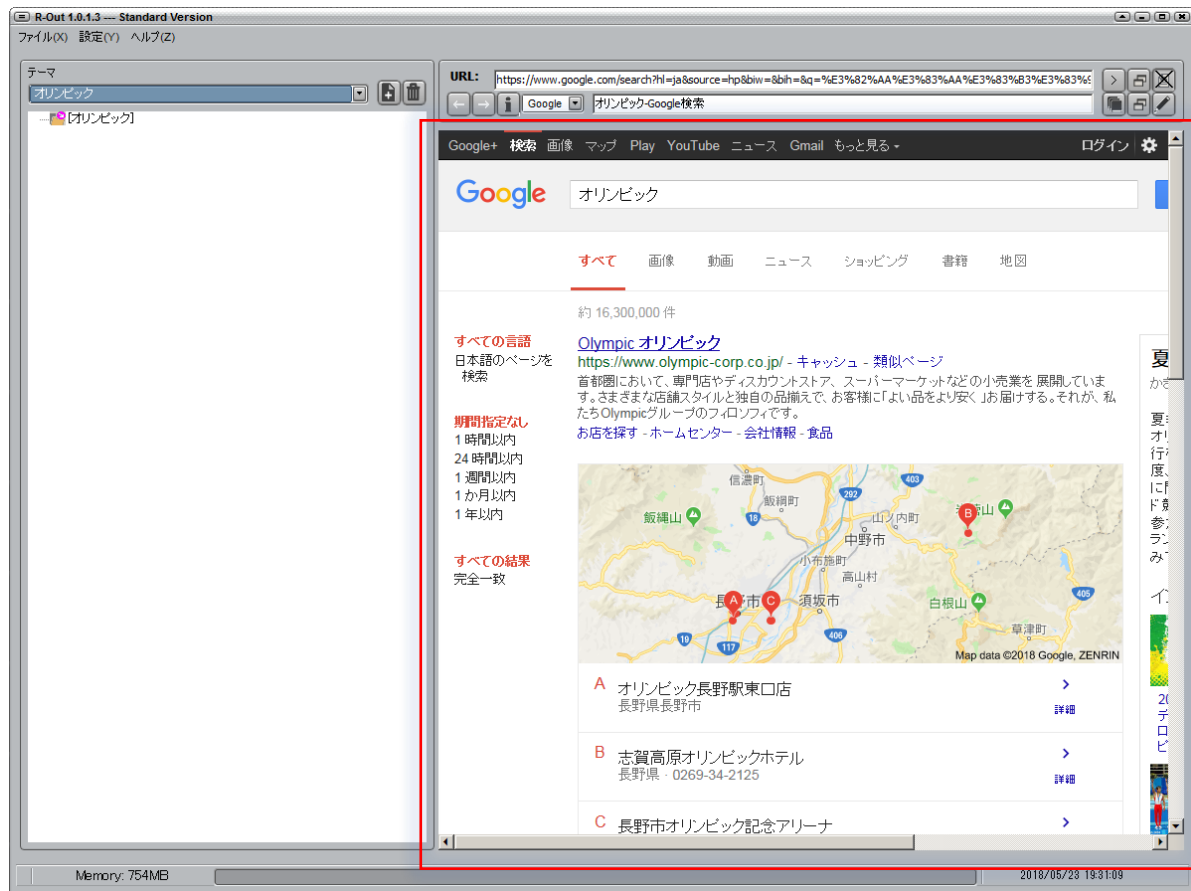 R-Out 1.0.1.3 --- Standard Version
ファイル(X) 設定(Y) ヘルプ(Z)
テーマ
オリンピック
[オリンピック]
URL: https://www.google.com/search?hl=ja&source=hp&biw=&bih=&q=%E3%82%AA%E3%83%AA%E3%83%B3%E3%83%
Google オリンピック-Google検索
Google+ 検索 画像 マップ Play YouTube ニュース Gmail もっと見る ログイン
Google オリンピック
すべて 画像 動画 ニュース ショッピング 書籍 地図
約 16,300,000 件
すべての言語
日本語のページを
検索
期間指定なし
1 時間以内
24 時間以内
1 週間以内
1 か月以内
1 年以内
すべての結果
完全一致
Olympic オリンピック
https://www.olympic-corp.co.jp/ - キャッシュ - 類似ページ
首都圏において、専門店やディスカウントストア、スーパーマーケットなどの小売業を展開していま
す。さまざまな店舗スタイルと独自の品揃えで、お客様に「よい品をより安く」お届けする。それが、私
たちOlympicグループのフィロソフィです。
お店を探す - ホームセンター - 会社情報 - 食品
信濃町
403
飯綱町
292
飯縄山
18
山ノ内町
B
中野市
小布施町
高山村
A
C
須坂市
白根山
405
草津町
19
117
406
Map data ©2018 Google, ZENRIN
A オリンピック長野駅東口店
長野県長野市
詳細
B 志賀高原オリンピックホテル
長野県 · 0269-34-2125
詳細
C 長野市オリンピック記念アリーナ
夏
Memory: 754MB
2018/05/23 19:31:09